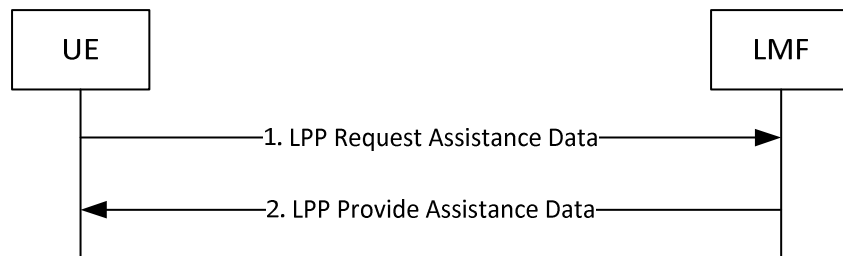 UE
LMF
1. LPP Request Assistance Data
2. LPP Provide Assistance Data